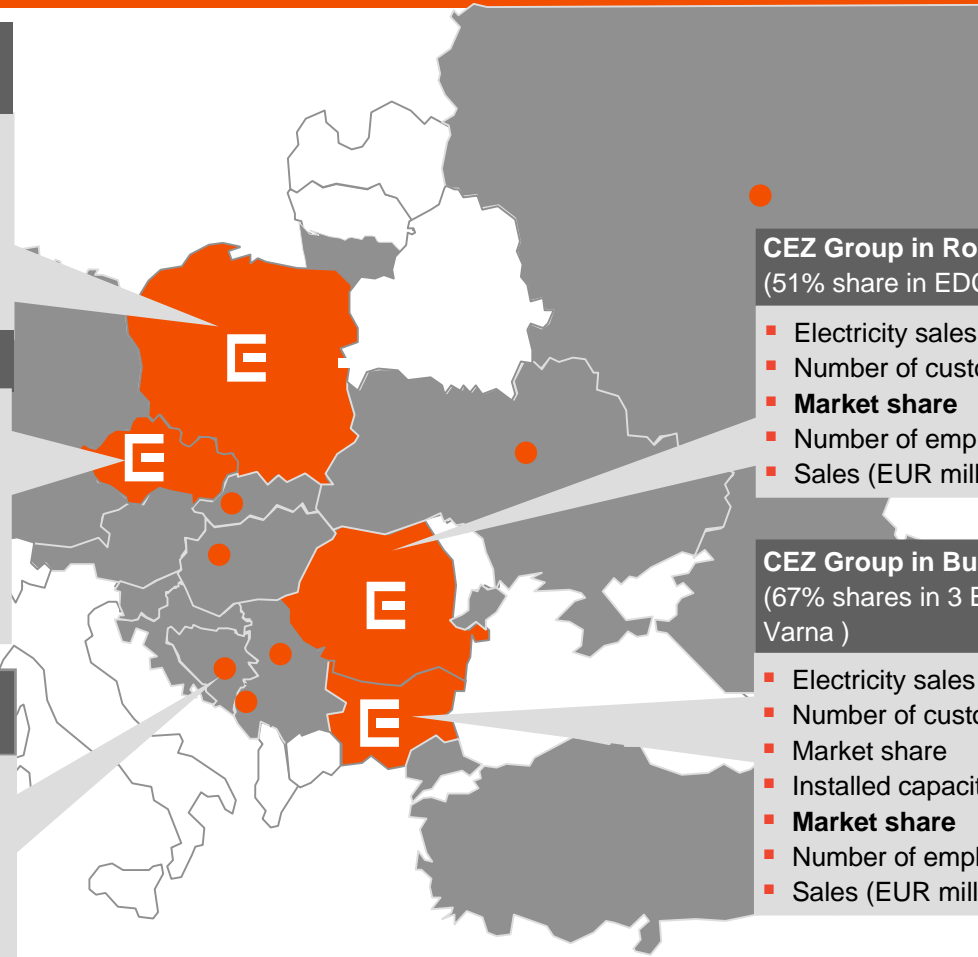 CEZ Group in Ro
(51% share in EDC
Electricity sales
Number of custo
Market share
Number of emp
Sales (EUR mill
CEZ Group in Bu
(67% shares in 3 E
Varna )
Electricity sales
Number of custo
Market share
Installed capacit
Market share
Number of empl
Sales (EUR mill